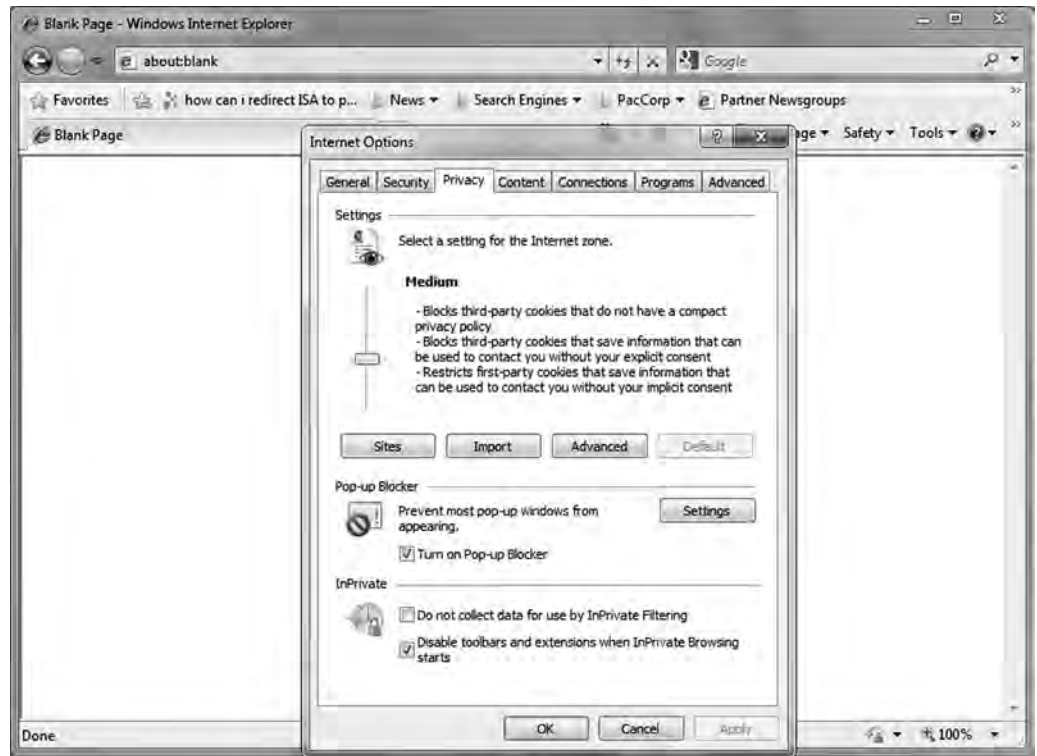 Blank Page - Windows Internet Explorer
about:blank
Google
Favorites how can i redirect ISA to p... News Search Engines PacCorp Partner Newsgroups
Blank Page
age Safety Tools
Internet Options
General Security Privacy Content Connections Programs Advanced
Settings
Select a setting for the Internet zone.
Medium
- Blocks third-party cookies that do not have a compact
privacy policy
- Blocks third-party cookies that save information that can
be used to contact you without your explicit consent
- Restricts first-party cookies that save information that
can be used to contact you without your implicit consent
Sites Import Advanced Default
Pop-up Blocker
Prevent most pop-up windows from
appearing.
Settings
Turn on Pop-up Blocker
InPrivate
Do not collect data for use by InPrivate Filtering
Disable toolbars and extensions when InPrivate Browsing
starts
OK Cancel Apply
Done
100%